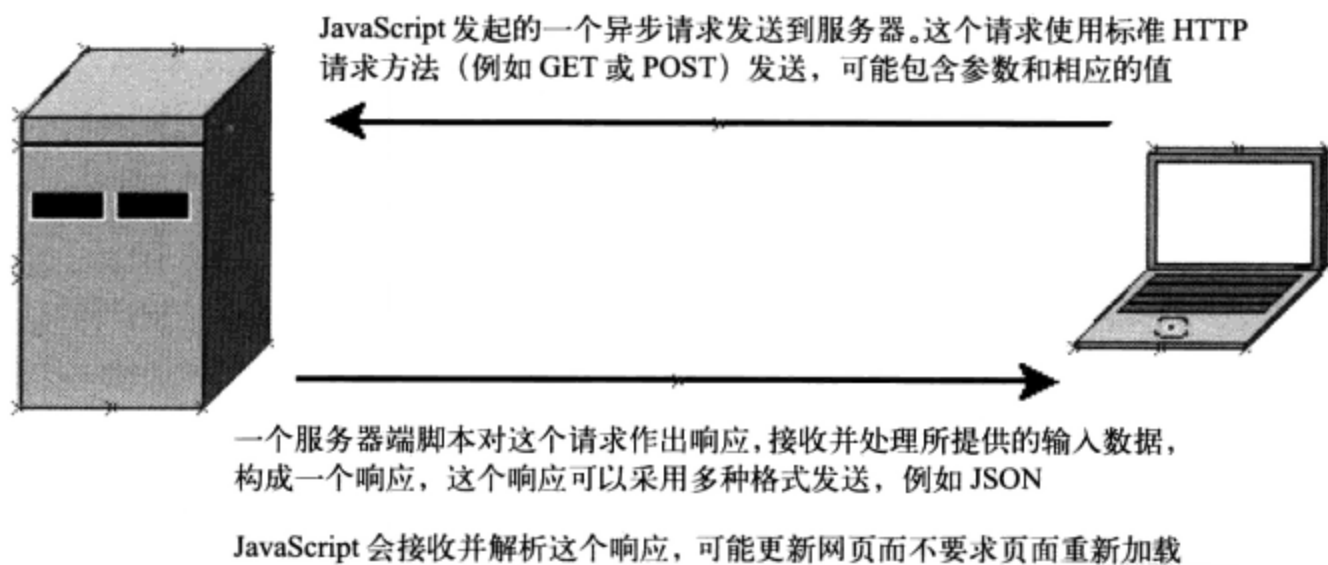 JavaScript 发起的一个异步请求发送到服务器。这个请求使用标准 HTTP
请求方法（例如 GET 或 POST）发送，可能包含参数和相应的值
一个服务器端脚本对这个请求作出响应，接收并处理所提供的输入数据，
构成一个响应，这个响应可以采用多种格式发送，例如 JSON
JavaScript 会接收并解析这个响应，可能更新网页而不要求页面重新加载